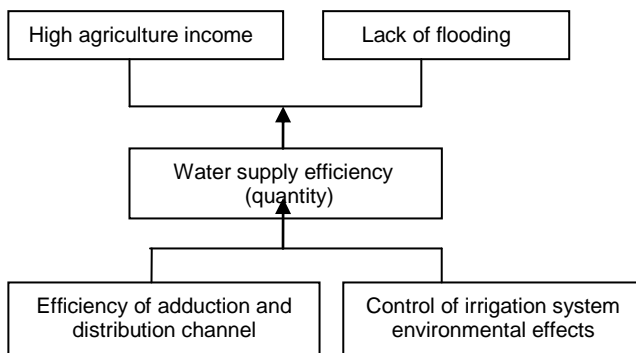 High agriculture income
Lack of flooding
Water supply efficiency
(quantity)
Efficiency of adduction and
distribution channel
Control of irrigation system
environmental effects